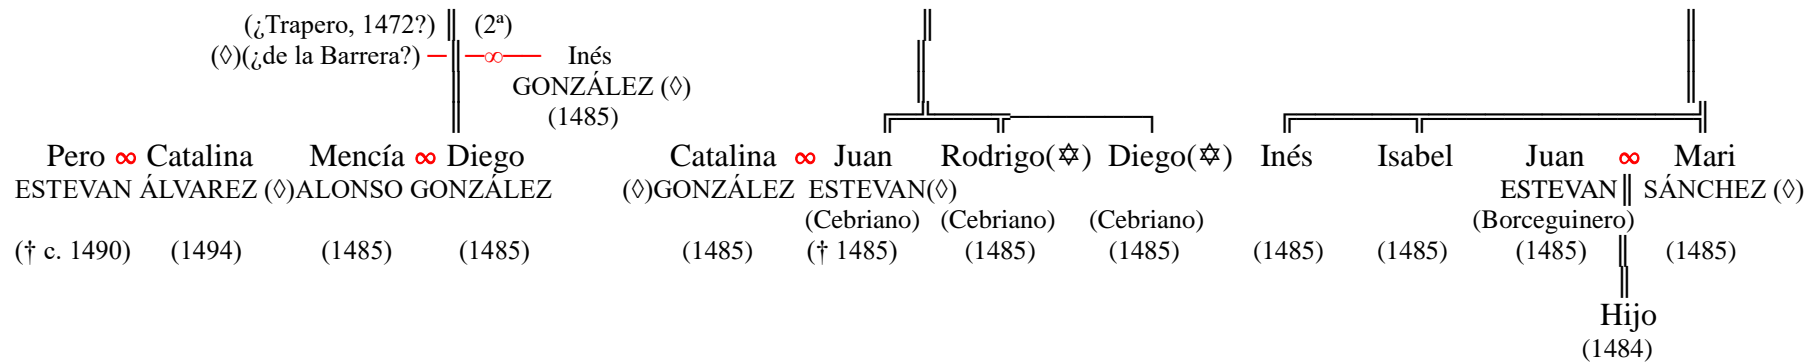 (¿Trapero, 1472?) (2ª)
(◊)(¿de la Barrera?) ∞ Inés
GONZÁLEZ (◊)
(1485)
Pero ∞ Catalina Mencía ∞ Diego Catalina ∞ Juan Rodrigo(✡) Diego(✡) Inés Isabel Juan ∞ Mari
ESTEVAN ÁLVAREZ (◊)ALONSO GONZÁLEZ (◊)GONZÁLEZ ESTEVAN(◊) ESTEVAN SÁNCHEZ (◊)
(Cebriano) (Cebriano) (Cebriano) (Borceguinero)
(† c. 1490) (1494) (1485) (1485) (1485) († 1485) (1485) (1485) (1485) (1485) (1485) (1485)
Hijo
(1484)